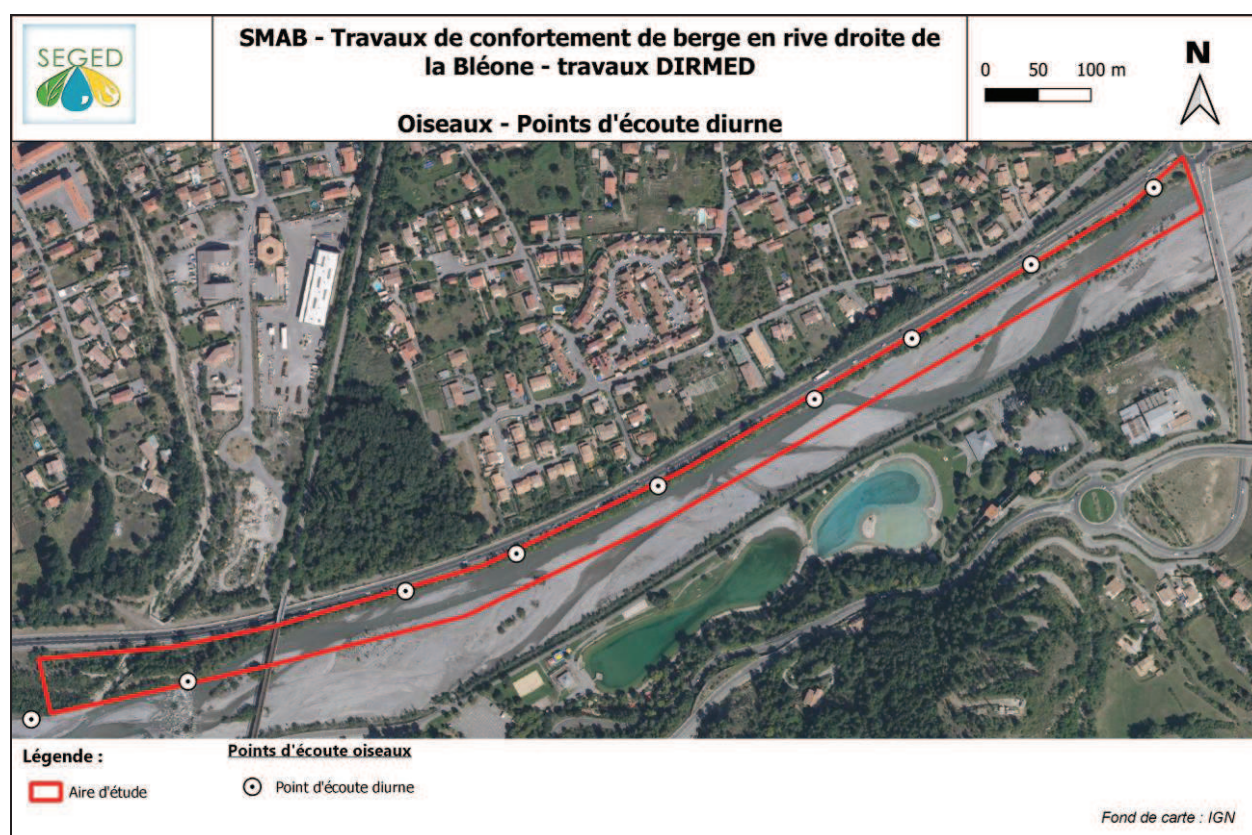 SEGED
SMAB - Travaux de confortement de berge en rive droite de
la Bléone - travaux DIRMED
Oiseaux - Points d'écoute diurne
0 50 100 m
N
Légende :
Aire d'étude
Points d'écoute oiseaux
Point d'écoute diurne
Fond de carte : IGN